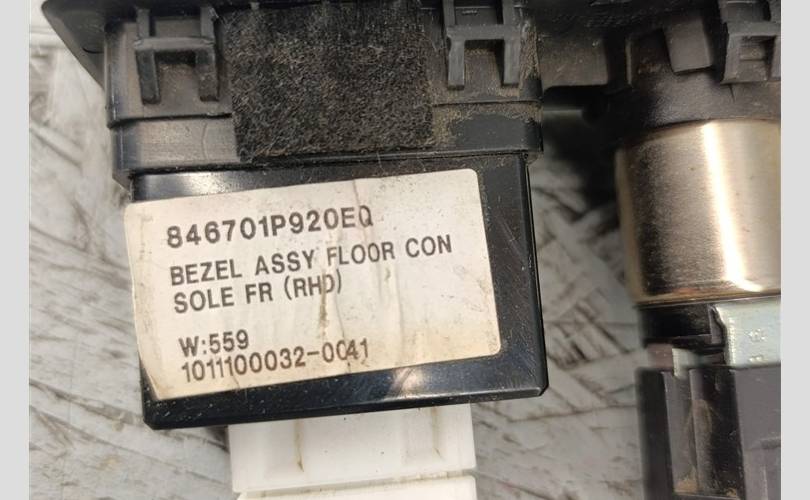 846701P920EQ
BEZEL ASSY FLOOR CON
SOLE FR (RHD)
W:559
1011100032-0041